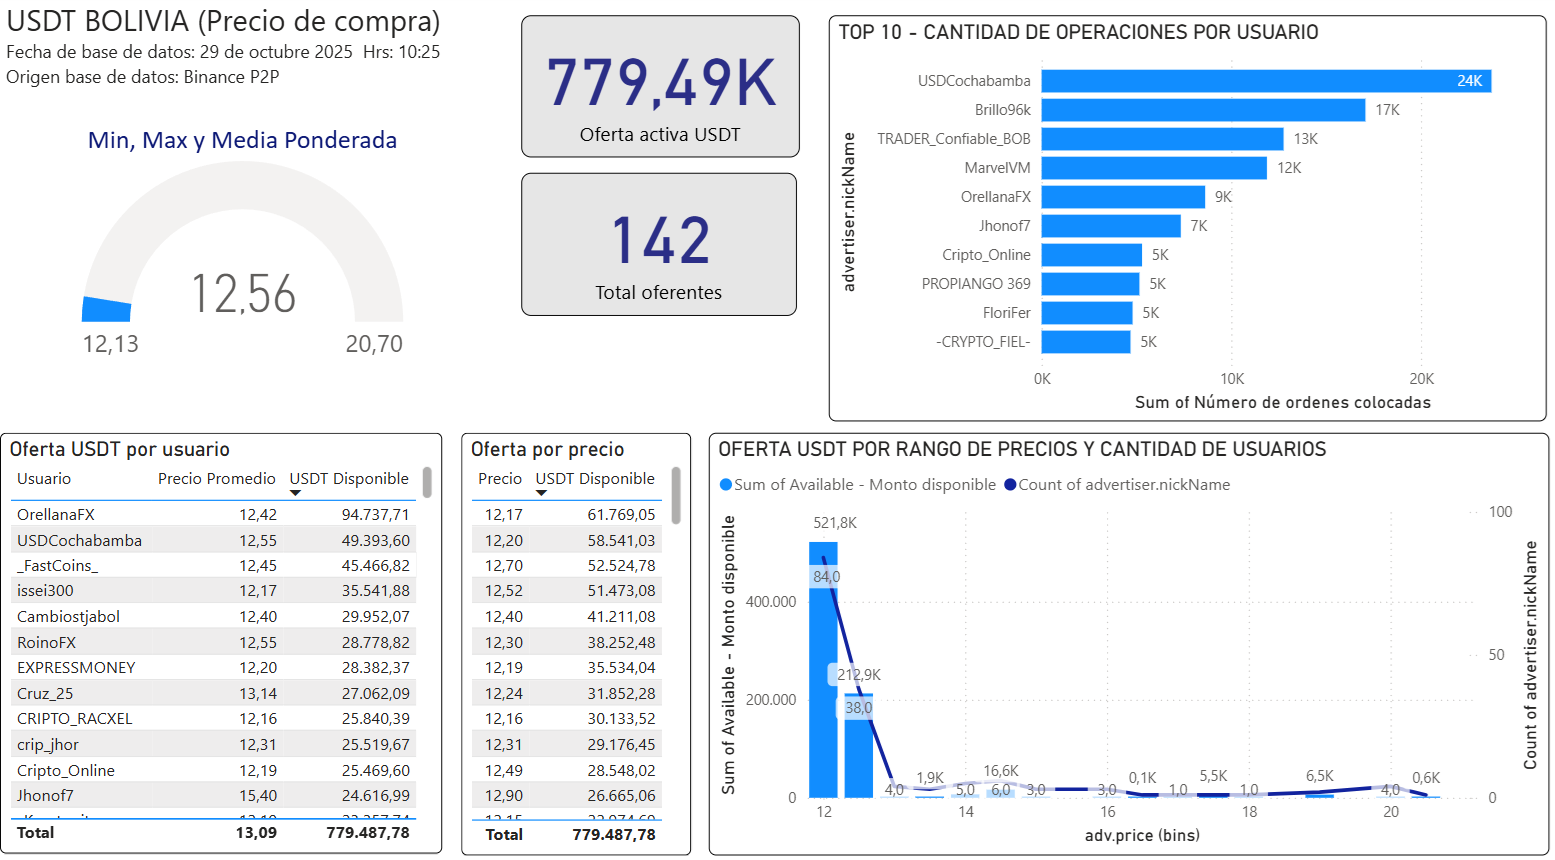 USDT BOLIVIA (Precio de compra)
Fecha de base de datos: 29 de octubre 2025  Hrs: 10:25
Origen base de datos: Binance P2P
Min, Max y Media Ponderada
12,56
12,13
20,70
779,49K
Oferta activa USDT
142
Total oferentes
TOP 10 - CANTIDAD DE OPERACIONES POR USUARIO
advertiser.nickName
USDCochabamba 24K
Brillo96k 17K
TRADER_Confiable_BOB 13K
MarvelVM 12K
OrellanaFX 9K
Jhonof7 7K
Cripto_Online 5K
PROPIANGO 369 5K
FloriFer 5K
-CRYPTO_FIEL- 5K
0K 10K 20K
Sum of Número de ordenes colocadas
Oferta USDT por usuario
Usuario Precio Promedio USDT Disponible
OrellanaFX 12,42 94.737,71
USDCochabamba 12,55 49.393,60
_FastCoins_ 12,45 45.466,82
issei300 12,17 35.541,88
Cambiostjabol 12,40 29.952,07
RoinoFX 12,55 28.778,82
EXPRESSMONEY 12,20 28.382,37
Cruz_25 13,14 27.062,09
CRIPTO_RACXEL 12,16 25.840,39
crip_jhor 12,31 25.519,67
Cripto_Online 12,19 25.469,60
Jhonof7 15,40 24.616,99
Total 13,09 779.487,78
Oferta por precio
Precio USDT Disponible
12,17 61.769,05
12,20 58.541,03
12,70 52.524,78
12,52 51.473,08
12,40 41.211,08
12,30 38.252,48
12,19 35.534,04
12,24 31.852,28
12,16 30.133,52
12,31 29.176,45
12,49 28.548,02
12,90 26.665,06
Total 779.487,78
OFERTA USDT POR RANGO DE PRECIOS Y CANTIDAD DE USUARIOS
Sum of Available - Monto disponible Count of advertiser.nickName
Sum of Available - Monto disponible
400.000
200.000
0
521,8K
84,0
212,9K
38,0
4,0
1,9K
5,0
16,6K
6,0
3,0
3,0
0,1K
1,0
5,5K
1,0
6,5K
4,0
0,6K
100
50
0
Count of advertiser.nickName
12 14 16 18 20
adv.price (bins)